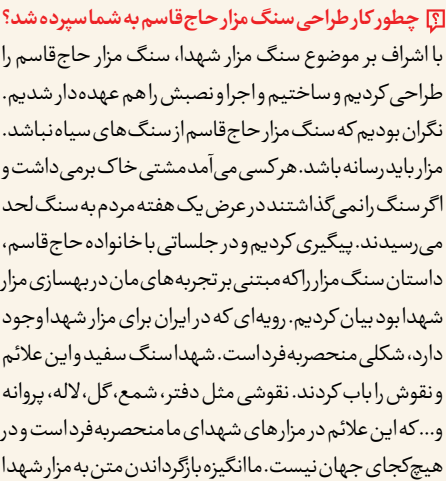 چطور کار طراحی سنگ مزار حاج‌قاسم به شما سپرده شد؟
با اشراف بر موضوع سنگ مزار شهدا، سنگ مزار حاج‌قاسم را
طراحی کردیم و ساختیم و اجرا و نصبش را هم عهده‌دار شدیم.
نگران بودیم که سنگ مزار حاج‌قاسم از سنگ‌های سیاه نباشد.
مزار باید رسانه باشد. هر کسی می‌آمد مشتی خاک برمی‌داشت و
اگر سنگ را نمی‌گذاشتند در عرض یک هفته مردم به سنگ لحد
می‌رسیدند. پیگیری کردیم و در جلساتی با خانواده حاج‌قاسم،
داستان سنگ مزار را که مبتنی بر تجربه‌های مان در بهسازی مزار
شهدا بود بیان کردیم. رویه‌ای که در ایران برای مزار شهدا وجود
دارد، شکلی منحصربه‌فرد است. شهدا سنگ سفید و این علائم
و نقوش را باب کردند. نقوشی مثل دفتر، شمع، گل، لاله، پروانه
و... که این علائم در مزارهای شهدای ما منحصربه‌فرد است و در
هیچ‌کجای جهان نیست. ما انگیزه بازگرداندن متن به مزار شهدا